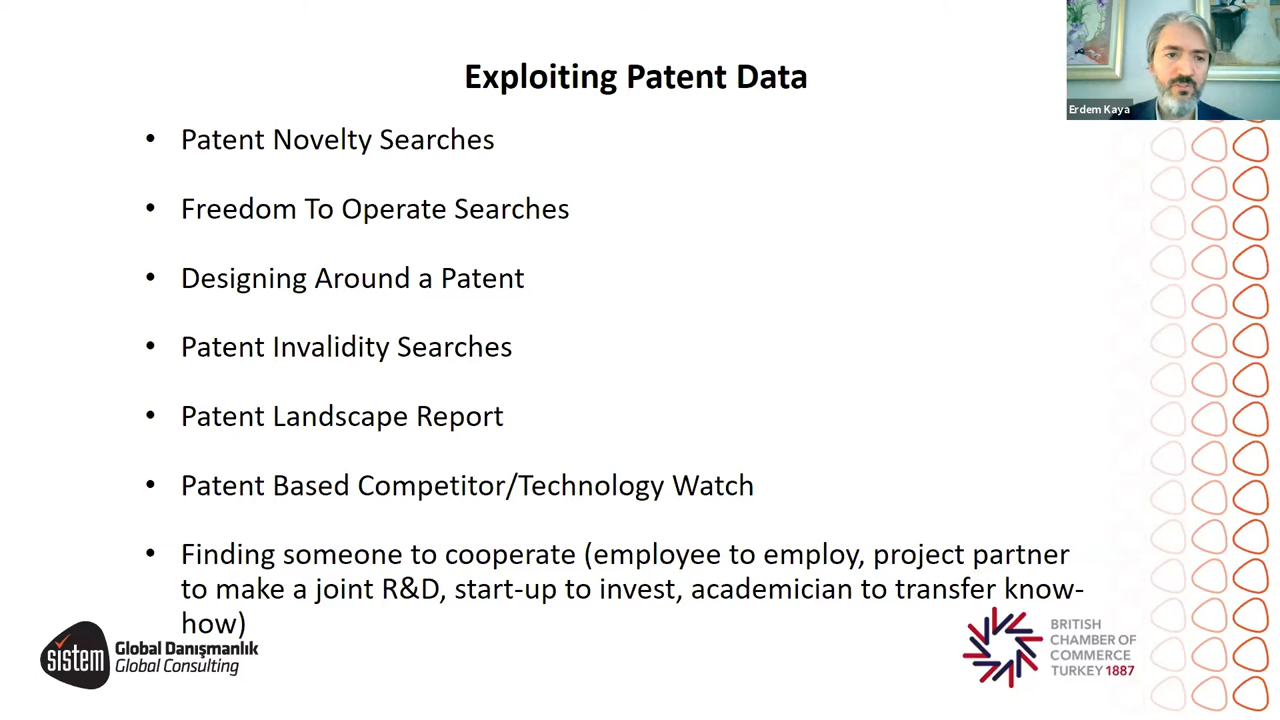 Exploiting Patent Data
Erdem Kaya
• Patent Novelty Searches
• Freedom To Operate Searches
• Designing Around a Patent
• Patent Invalidity Searches
• Patent Landscape Report
• Patent Based Competitor/Technology Watch
• Finding someone to cooperate (employee to employ, project partner
to make a joint R&D, start-up to invest, academician to transfer know-
how)
sistem
Global Danışmanlık
Global Consulting
BRITISH
CHAMBER OF
COMMERCE
TURKEY 1887